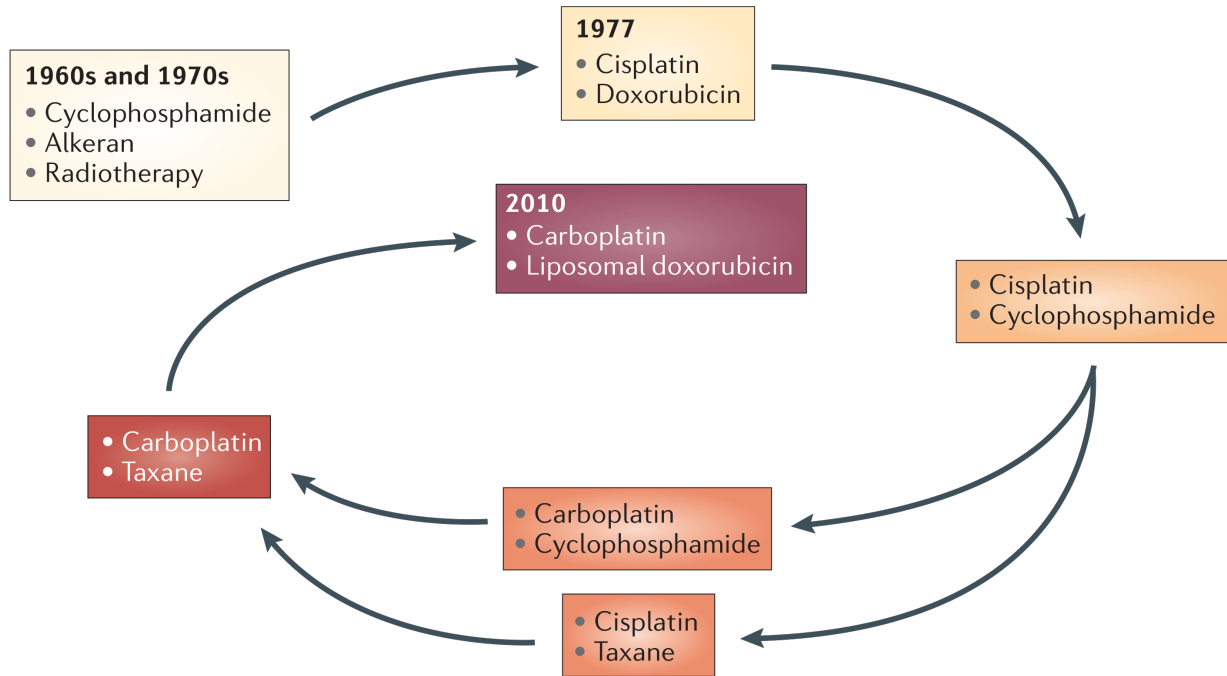 1960s and 1970s
• Cyclophosphamide
• Alkeran
• Radiotherapy
1977
• Cisplatin
• Doxorubicin
• Cisplatin
• Cyclophosphamide
• Carboplatin
• Cyclophosphamide
• Cisplatin
• Taxane
• Carboplatin
• Taxane
2010
• Carboplatin
• Liposomal doxorubicin